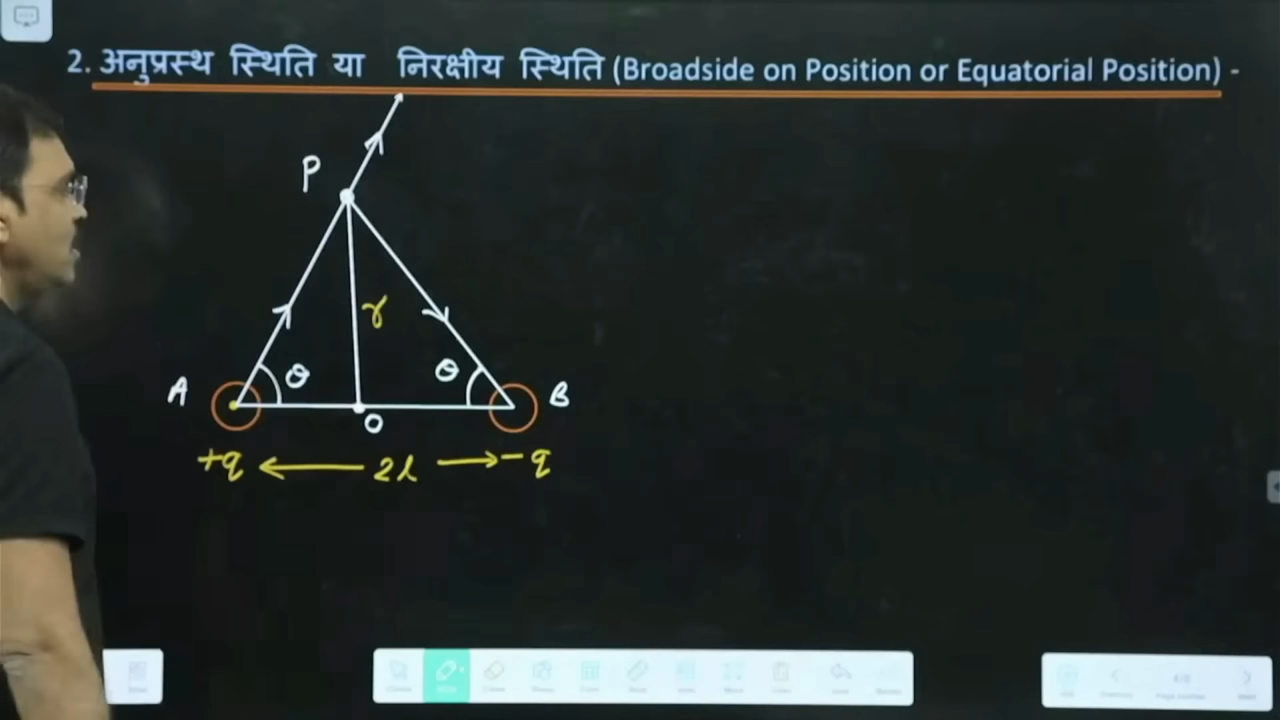 2. अनुप्रस्थ स्थिति या निरक्षीय स्थिति (Broadside on Position or Equatorial Position) -
P
r
A θ θ B
O
+q ← 2l → -q